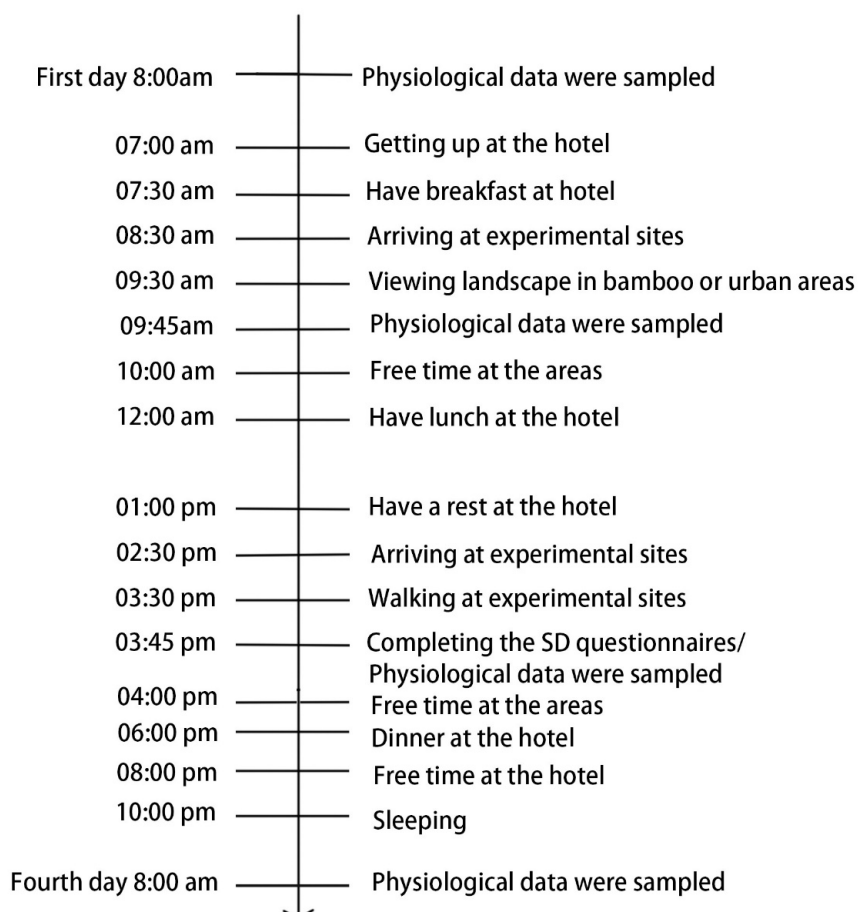 First day 8:00am Physiological data were sampled
07:00 am Getting up at the hotel
07:30 am Have breakfast at hotel
08:30 am Arriving at experimental sites
09:30 am Viewing landscape in bamboo or urban areas
09:45am Physiological data were sampled
10:00 am Free time at the areas
12:00 am Have lunch at the hotel
01:00 pm Have a rest at the hotel
02:30 pm Arriving at experimental sites
03:30 pm Walking at experimental sites
03:45 pm Completing the SD questionnaires/
Physiological data were sampled
04:00 pm Free time at the areas
06:00 pm Dinner at the hotel
08:00 pm Free time at the hotel
10:00 pm Sleeping
Fourth day 8:00 am Physiological data were sampled